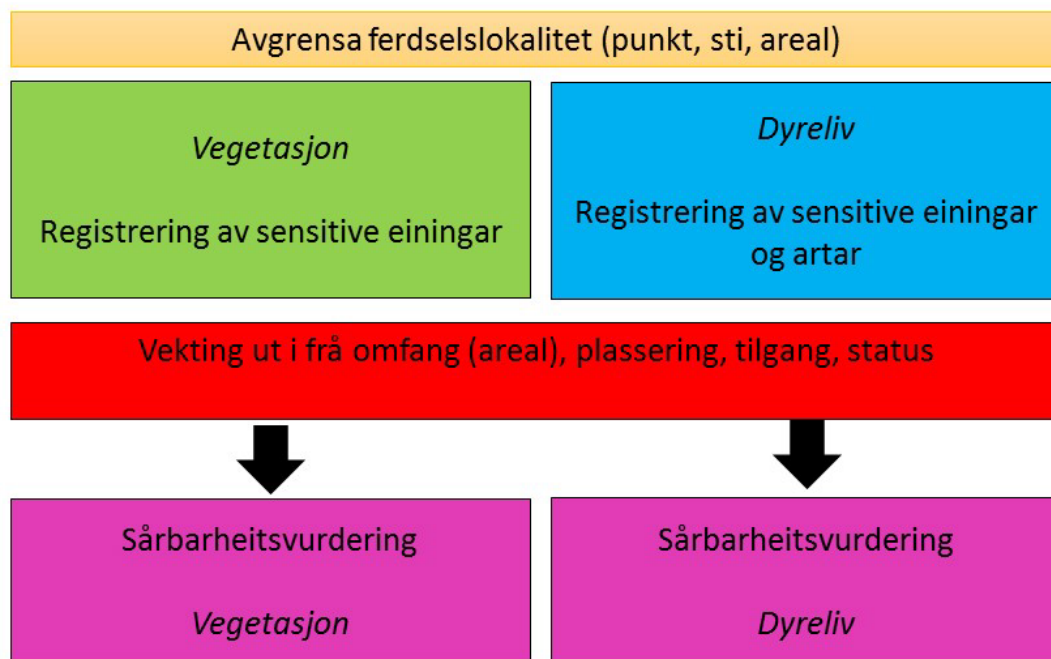 Avgrensa ferdselslokalitet (punkt, sti, areal)
Vegetasjon
Registrering av sensitive einingar
Dyreliv
Registrering av sensitive einingar
og artar
Vekting ut i frå omfang (areal), plassering, tilgang, status
Sårbarheitsvurdering
Vegetasjon
Sårbarheitsvurdering
Dyreliv